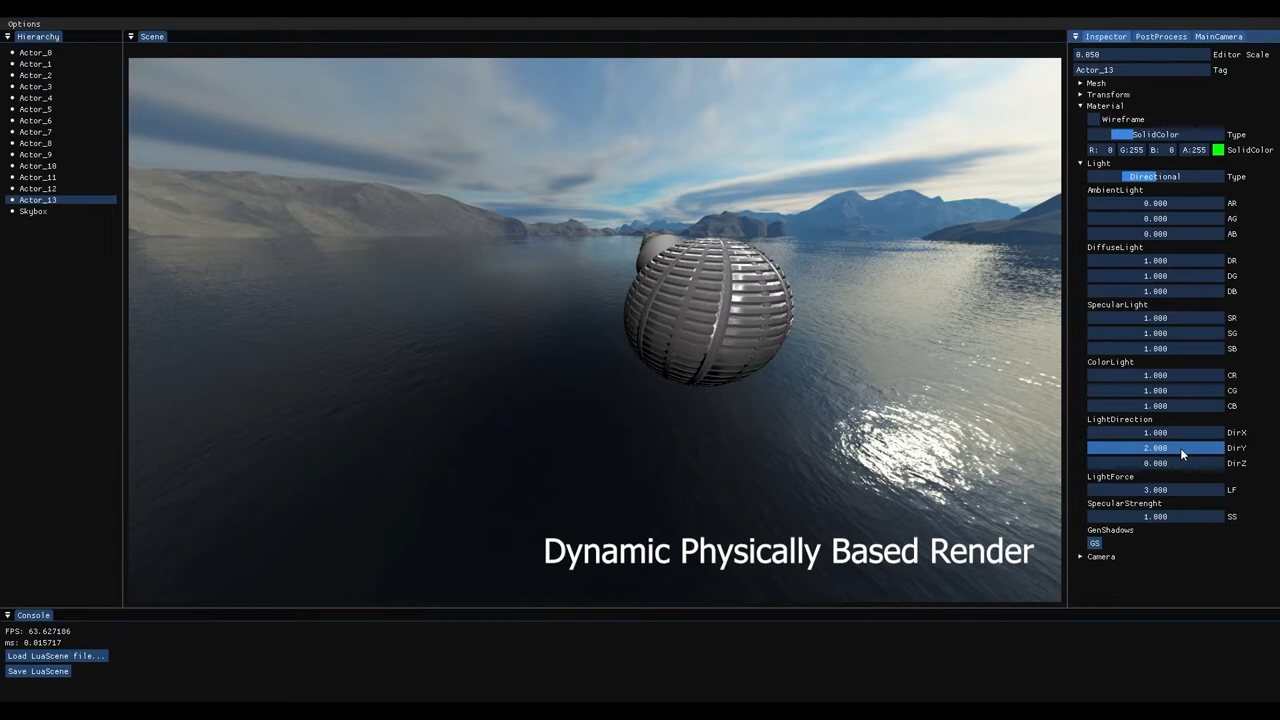 Options
Hierarchy
Actor_0
Actor_1
Actor_2
Actor_3
Actor_4
Actor_5
Actor_6
Actor_7
Actor_8
Actor_9
Actor_10
Actor_11
Actor_12
Actor_13
Skybox
Scene
Dynamic Physically Based Render
Inspector PostProcess MainCamera
0.050 Editor Scale
Actor_13 Tag
Mesh
Transform
Material
Wireframe
SolidColor Type
R: 0 G:255 B: 0 A:255 SolidColor
Light
Directional Type
AmbientLight
0.000 AR
0.000 AG
0.000 AB
DiffuseLight
1.000 DR
1.000 DG
1.000 DB
SpecularLight
1.000 SR
1.000 SG
1.000 SB
ColorLight
1.000 CR
1.000 CG
1.000 CB
LightDirection
1.000 DirX
2.000 DirY
0.000 DirZ
LightForce
3.000 LF
SpecularStrenght
1.000 SS
GenShadows
GS
Camera
Console
FPS: 63.627186
ms: 0.015717
Load LuaScene file...
Save LuaScene